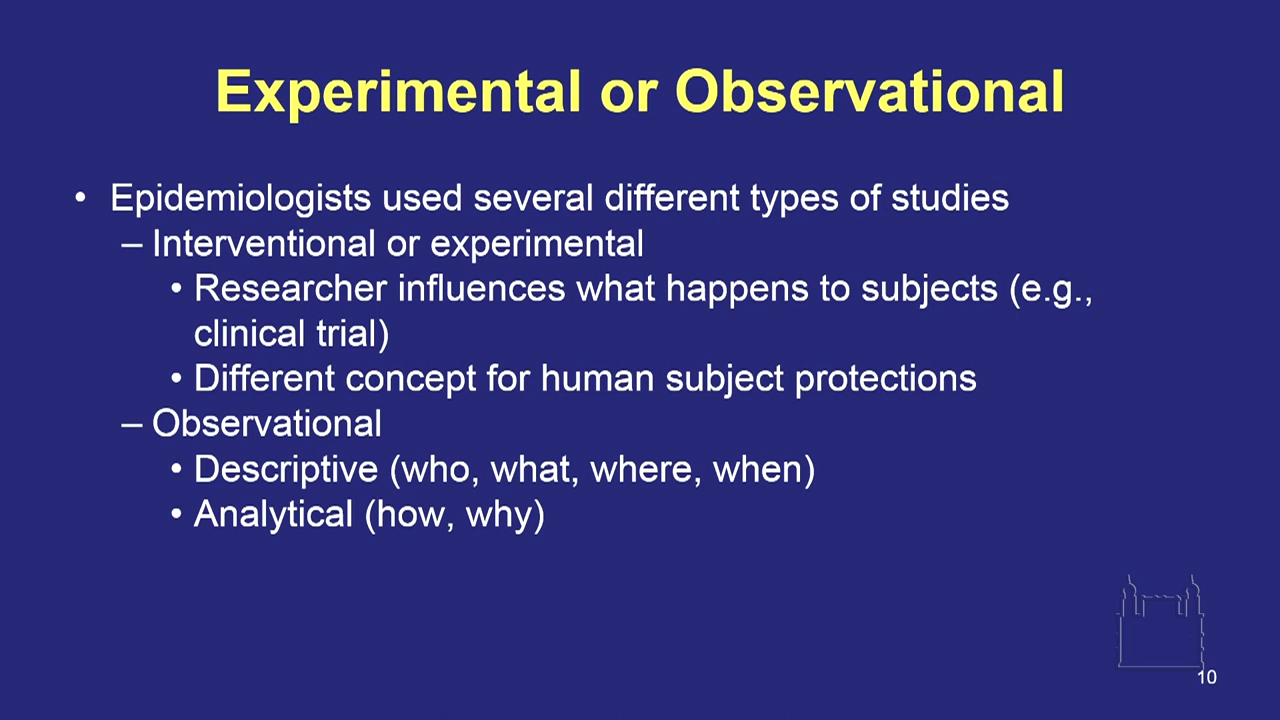 Experimental or Observational
• Epidemiologists used several different types of studies
– Interventional or experimental
• Researcher influences what happens to subjects (e.g.,
clinical trial)
• Different concept for human subject protections
– Observational
• Descriptive (who, what, where, when)
• Analytical (how, why)
10